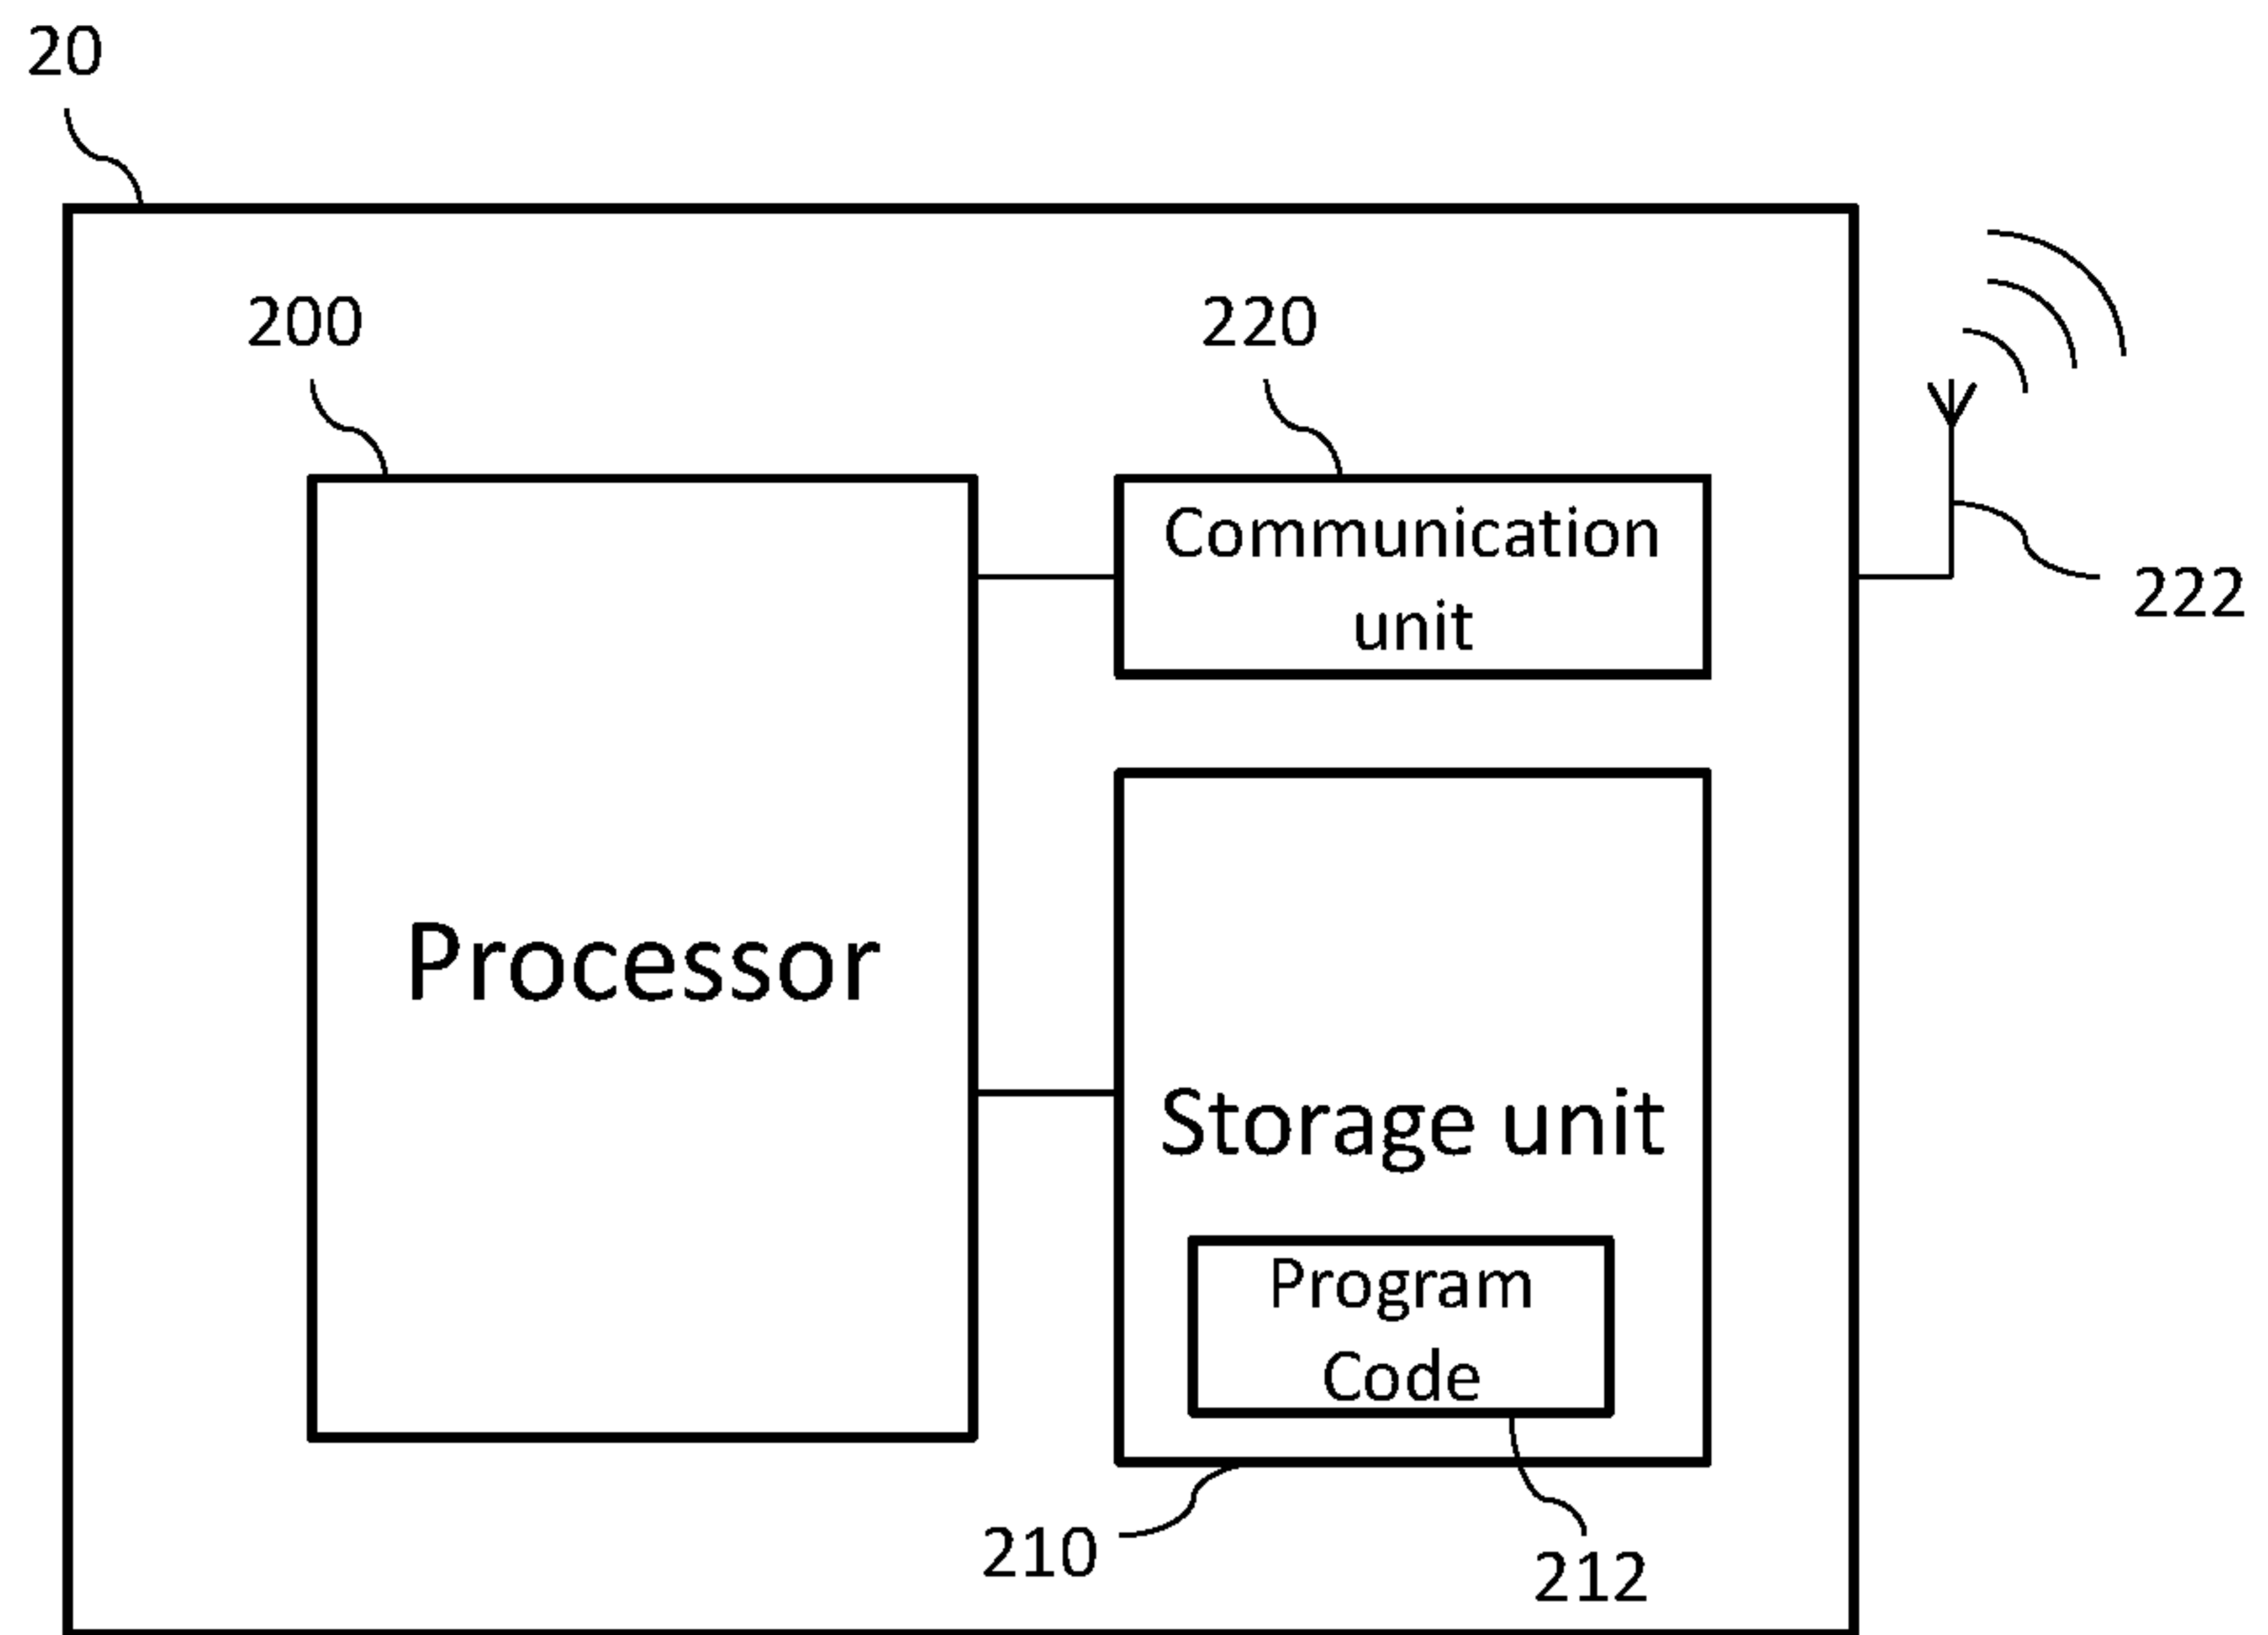 20
200
220
Communication
unit
222
Processor
Storage unit
Program
Code
210
212